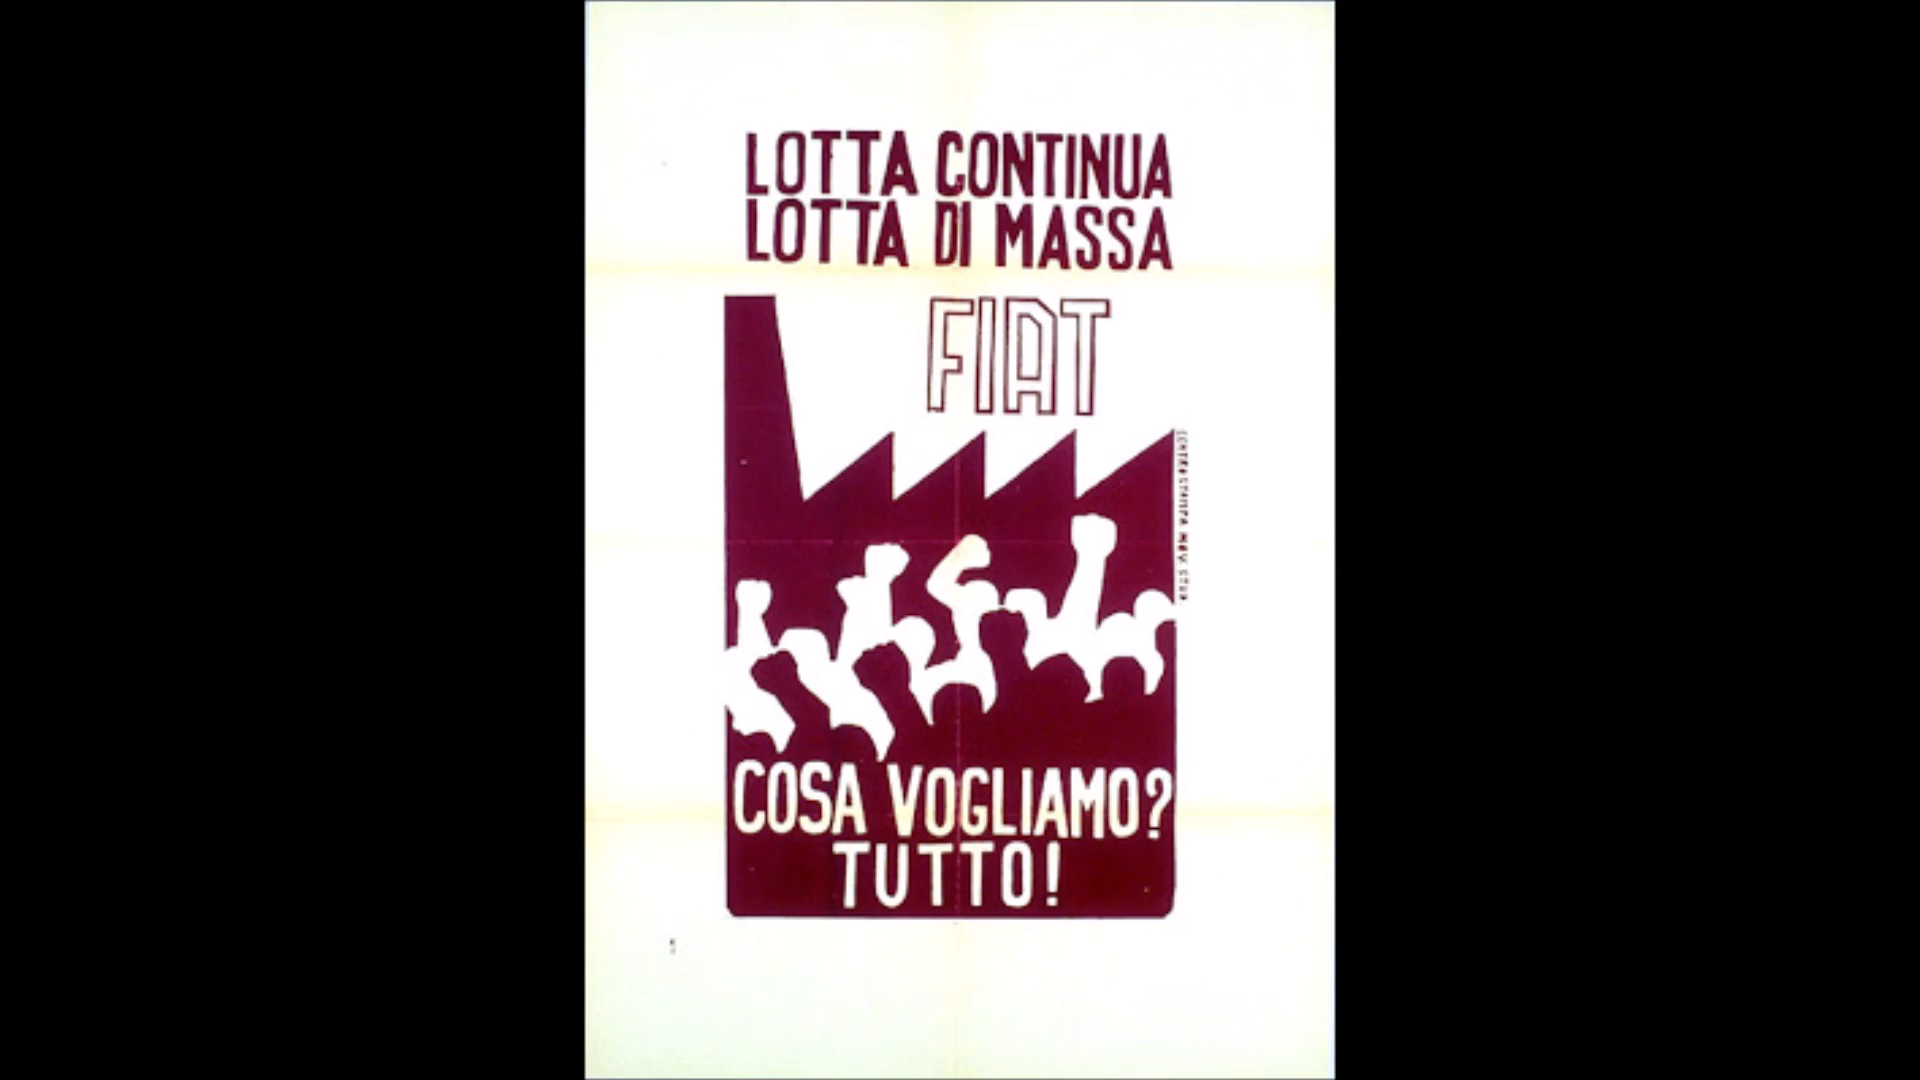 LOTTA CONTINUA
LOTTA DI MASSA
FIAT
COSA VOGLIAMO?
TUTTO!